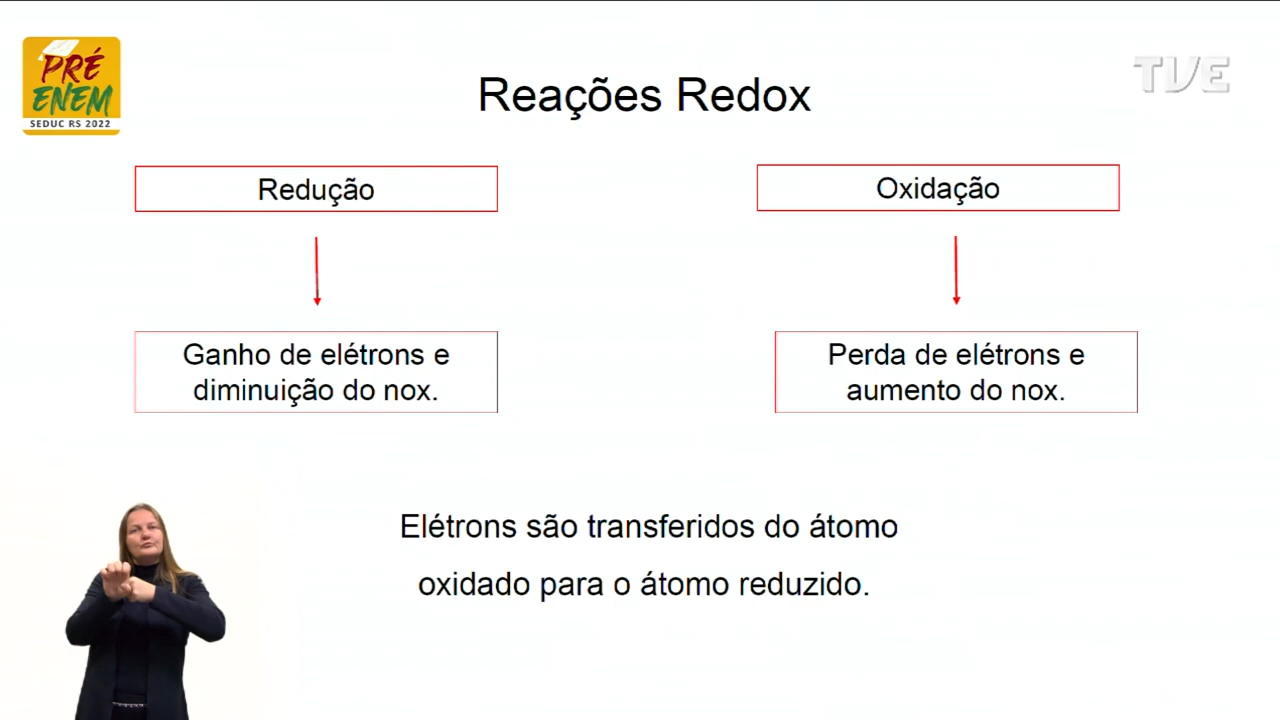 PRÉ
ENEM
SEDUC RS 2022
TVE
Reações Redox
Redução
Oxidação
Ganho de elétrons e
diminuição do nox.
Perda de elétrons e
aumento do nox.
Elétrons são transferidos do átomo
oxidado para o átomo reduzido.